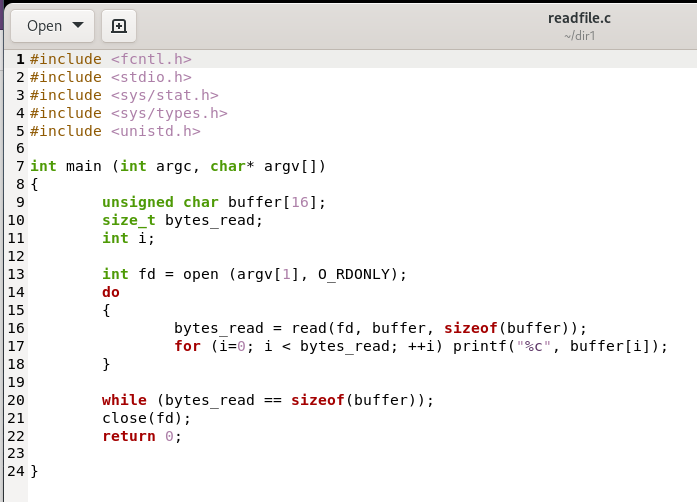 Open
readfile.c
~/dir1
1 #include <fcntl.h>
2 #include <stdio.h>
3 #include <sys/stat.h>
4 #include <sys/types.h>
5 #include <unistd.h>
6
7 int main (int argc, char* argv[])
8 {
9         unsigned char buffer[16];
10         size_t bytes_read;
11         int i;
12
13         int fd = open (argv[1], O_RDONLY);
14         do
15         {
16                 bytes_read = read(fd, buffer, sizeof(buffer));
17                 for (i=0; i < bytes_read; ++i) printf("%c", buffer[i]);
18         }
19
20         while (bytes_read == sizeof(buffer));
21         close(fd);
22         return 0;
23
24 }